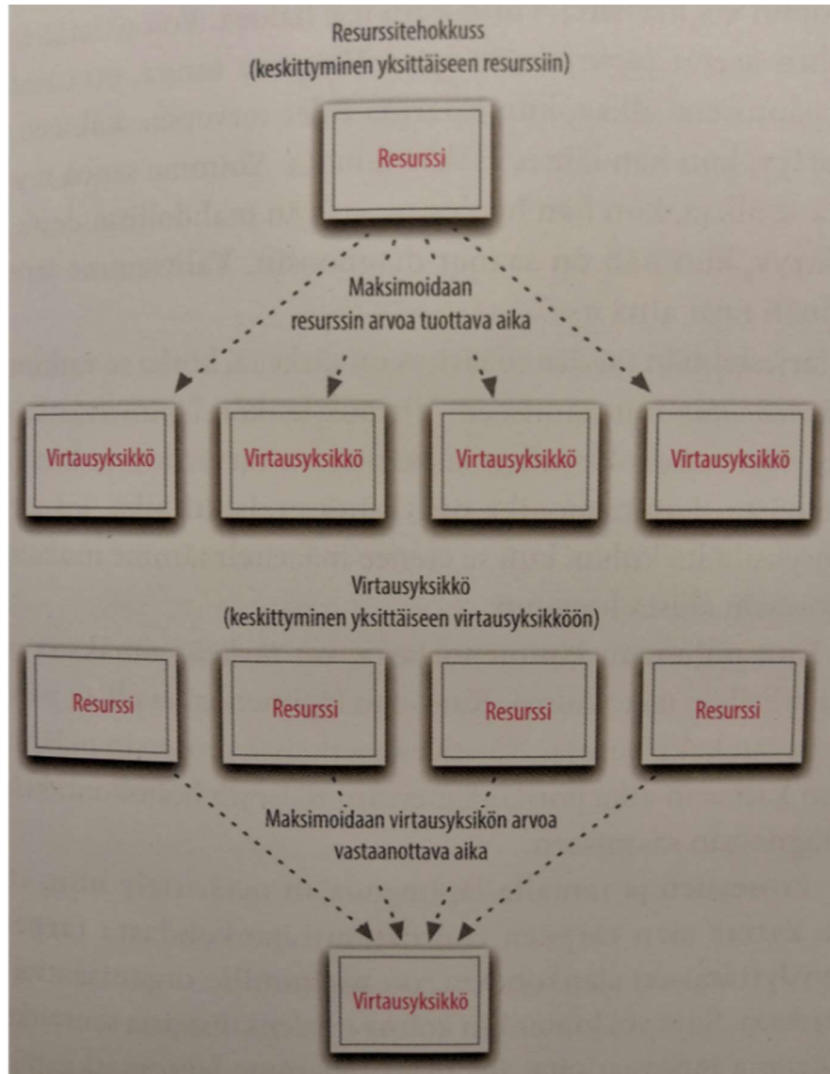 Resurssitehokkuss
(keskittyminen yksittäiseen resurssiin)
Resurssi
Maksimoidaan
resurssin arvoa tuottava aika
Virtausyksikkö Virtausyksikkö Virtausyksikkö Virtausyksikkö
Virtausyksikkö
(keskittyminen yksittäiseen virtausyksikköön)
Resurssi Resurssi Resurssi Resurssi
Maksimoidaan virtausyksikön arvoa
vastaanottava aika
Virtausyksikkö